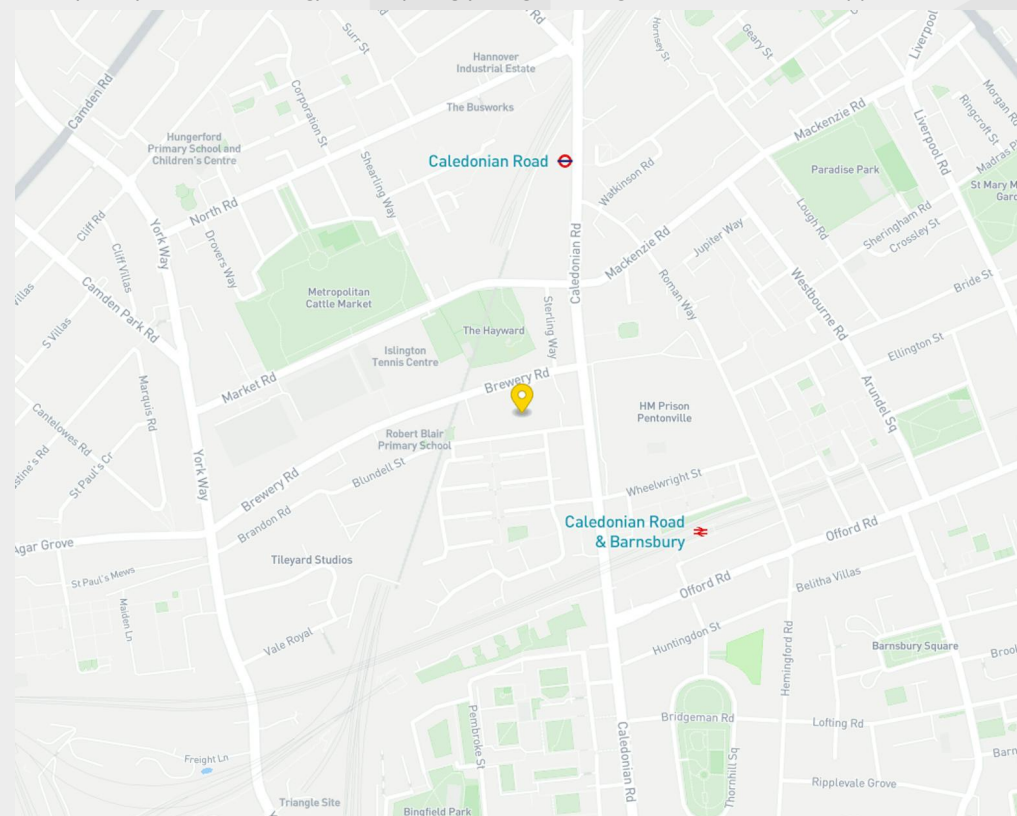 Surr St
Hornsey St
Geary St
Liverpool
Hannover
Industrial Estate
Camden Rd
Corporation St
The Busworks
Morgan Rd
Ringcroft St
Liverpool Rd
Mackenzie Rd
Hungerford
Primary School and
Children's Centre
Shearling Way
Caledonian Road
Watkinson Rd
Paradise Park
Madras Pl
St Mary M
Gard
North Rd
Cliff Rd
York Way
Drovers Way
Cliff Villas
Lough Rd
Sheringham Rd
Crossley St
Caledonian Rd
Mackenzie Rd
Jupiter Way
Villas
Camden Park Rd
Metropolitan
Cattle Market
Roman Way
Westbourne Rd
Bride St
S Villas
The Hayward
Sterling Way
Islington
Tennis Centre
Ellington St
Market Rd
Brewery Rd
Marquis Rd
Arundel Sq
Cantelowes Rd
HM Prison
Pentonville
Robert Blair
Primary School
St Paul's Cr
York Way
Blundell St
Brewery Rd
Wheelwright St
Brandon Rd
Caledonian Road
& Barnsbury
Offord Rd
Agar Grove
Tileyard Studios
St Paul's Mews
Offord Rd
Belitha Villas
Maiden Ln
Vale Royal
Huntingdon St
Hemingford Rd
Barnsbury Square
Pembroke St
Bridgeman Rd
Lofting Rd
Caledonian Rd
Thornhill Sq
Freight Ln
Ripplevale Grove
Triangle Site
Bingfield Park